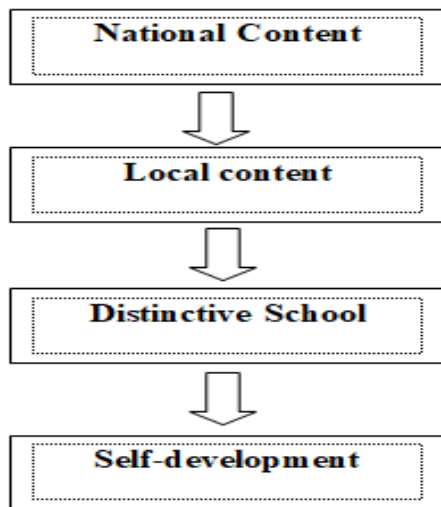 National Content
Local content
Distinctive School
Self-development